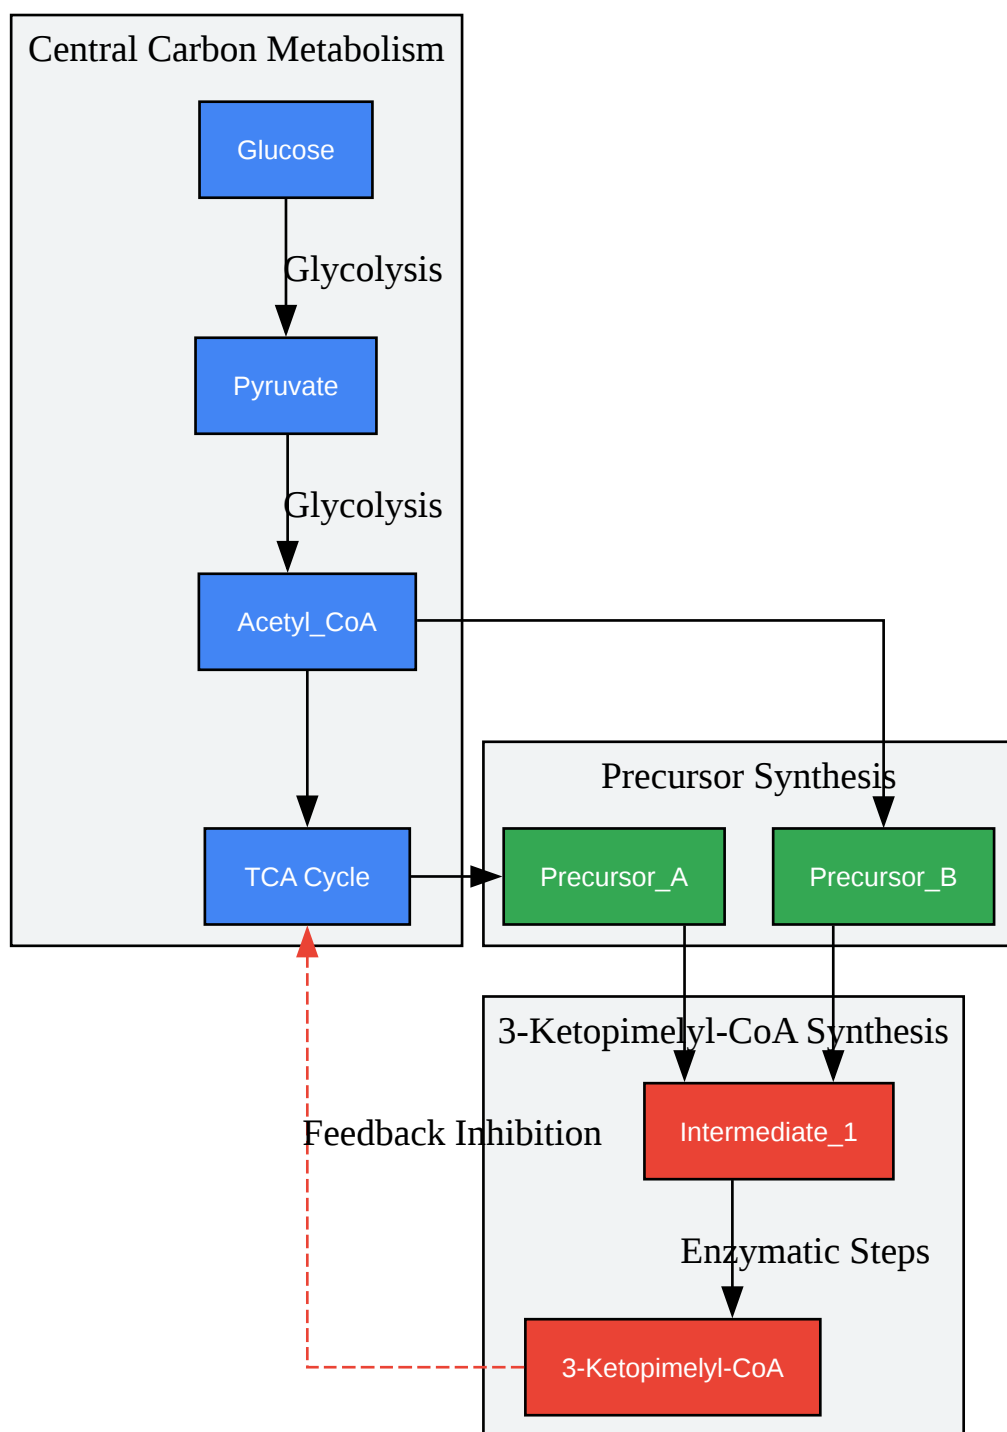 Central Carbon Metabolism
Glucose
Glycolysis
Pyruvate
Glycolysis
Acetyl_CoA
Precursor Synthesis
TCA Cycle
Precursor_A
Precursor_B
3-Ketopimelyl-CoA Synthesis
Feedback Inhibition
Intermediate_1
Enzymatic Steps
3-Ketopimelyl-CoA